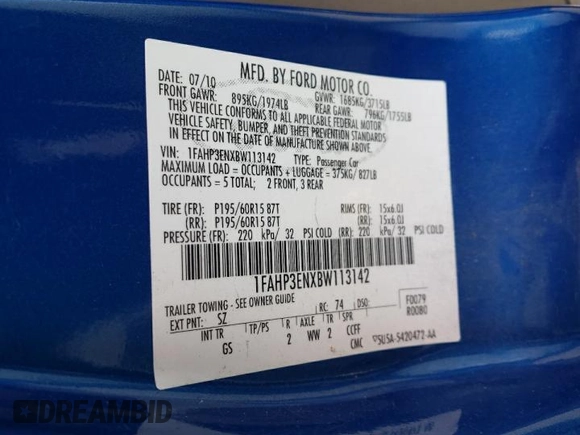 MFD. BY FORD MOTOR CO.
DATE: 07/10 GVWR: 1685KG/3715LB
FRONT GAWR: 895KG/1974LB REAR GAWR: 796KG/1755LB
THIS VEHICLE CONFORMS TO ALL APPLICABLE FEDERAL MOTOR
VEHICLE SAFETY, BUMPER, AND THEFT PREVENTION STANDARDS
IN EFFECT ON THE DATE OF MANUFACTURE SHOWN ABOVE.
VIN: 1FAHP3ENXBW113142 TYPE: Passenger Car
MAXIMUM LOAD = OCCUPANTS + LUGGAGE = 375KG/827LB
OCCUPANTS = 5 TOTAL; 2 FRONT, 3 REAR
TIRE (FR): P195/60R15 87T RIMS (FR): 15x6.0J
(RR): P195/60R15 87T (RR): 15x6.0J
PRESSURE (FR): 220 kPa/ 32 PSI COLD (RR): 220 kPa/ 32 PSI COLD
1FAHP3ENXBW113142
TRAILER TOWING - SEE OWNER GUIDE RC: 74 DSO: F0079
EXT PNT: SZ R0080
INT TR TP/PS R AXLE TR SPR
GS 2 WW 2 CCFF
CMC 5U5A-5420472-AA
DREAMBID